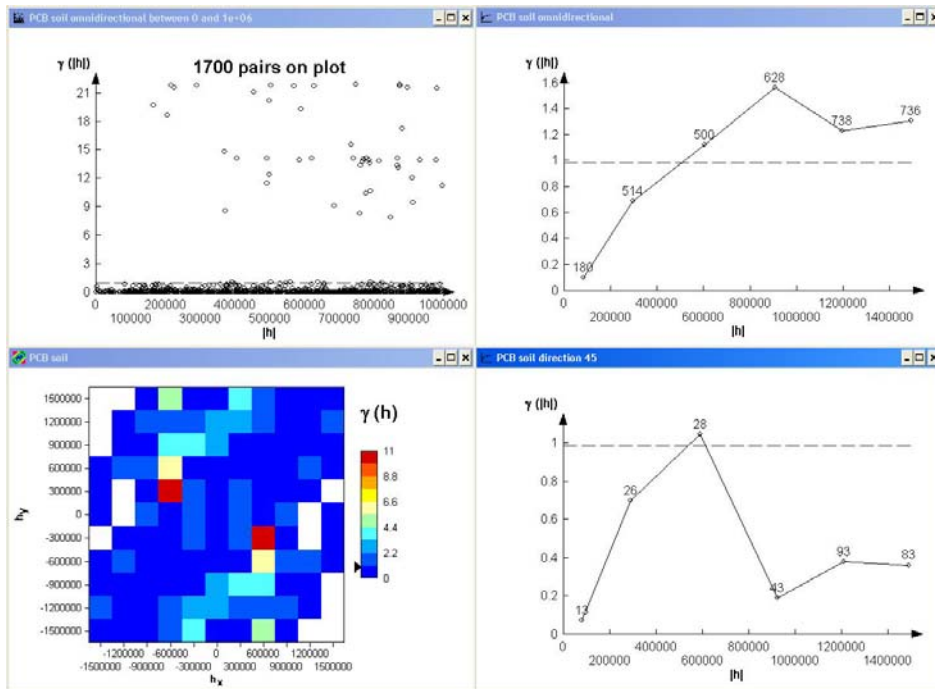 PCB soil omnidirectional between 0 and 1e+06
γ (|h|)
1700 pairs on plot
21
18
15
12
9
6
3
0
0 200000 400000 600000 800000 1000000
100000 300000 500000 700000 900000
|h|
PCB soil omnidirectional
γ (|h|)
1.6
1.4
1.2
1
0.8
0.6
0.4
0.2
0
180
514
500
628
738
736
0 400000 800000 1200000
200000 600000 1000000 1400000
|h|
PCB soil
1500000
1200000
900000
600000
300000
0
-300000
-600000
-900000
-1200000
-1500000
hy
-1200000 -600000 0 600000 1200000
-1500000 -900000 -300000 300000 900000 1500000
hx
γ (h)
11
8.8
6.6
4.4
2.2
0
PCB soil direction 45
γ (|h|)
1
0.8
0.6
0.4
0.2
0
13
26
28
43
93
83
0 400000 800000 1200000
200000 600000 1000000 1400000
|h|